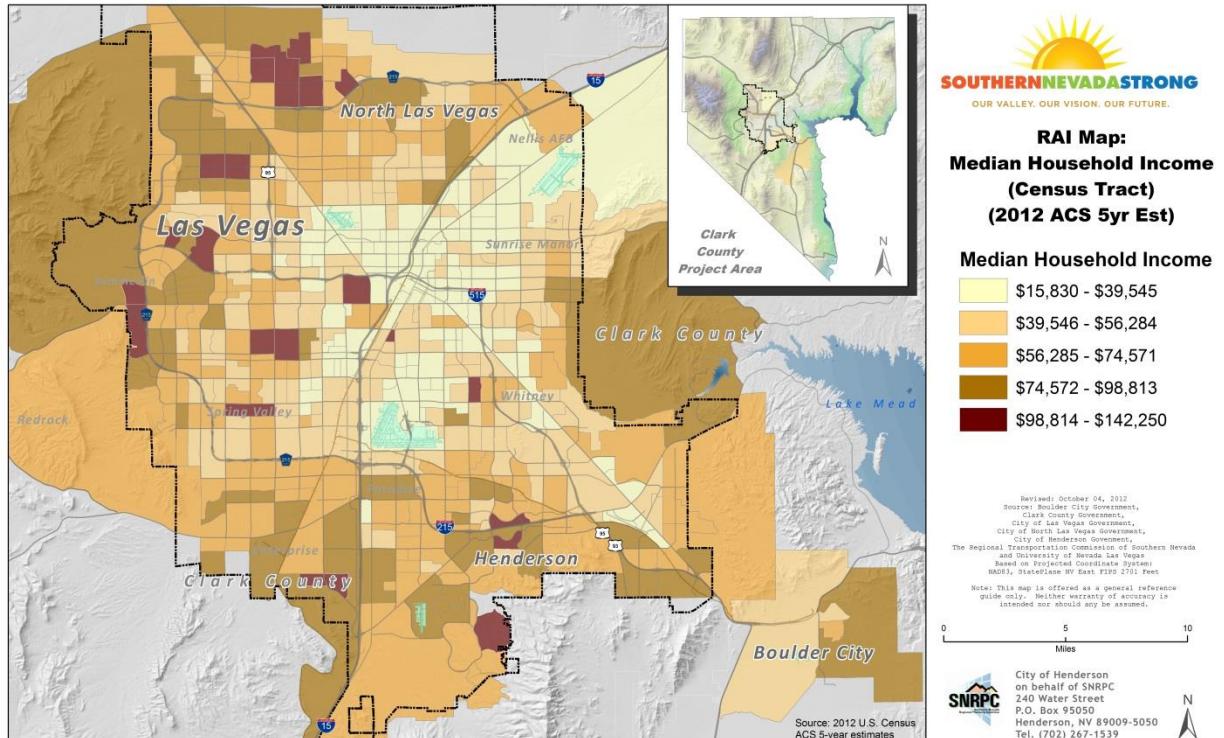 North Las Vegas
Nellis AFB
Las Vegas
Sunrise Manor
Summerlin
Clark County
Whitney
Spring Valley
Redrock
Lake Mead
Paradise
Enterprise
Henderson
Clark County
Boulder City
215
15
95
515
215
215
215
95
93
15
Source: 2012 U.S. Census
ACS 5-year estimates
Clark
County
Project Area
N
SOUTHERNNEVADASTRONG
OUR VALLEY. OUR VISION. OUR FUTURE.
RAI Map:
Median Household Income
(Census Tract)
(2012 ACS 5yr Est)
Median Household Income
$15,830 - $39,545
$39,546 - $56,284
$56,285 - $74,571
$74,572 - $98,813
$98,814 - $142,250
Revised: October 04, 2012
Source: Boulder City Government,
Clark County Government,
City of Las Vegas Government,
City of North Las Vegas Government,
City of Henderson Govenment,
The Regional Transportation Commission of Southern Nevada
and University of Nevada Las Vegas
Based on Projected Coordinate System:
NAD83, StatePlane NV East FIPS 2701 Feet
Note: This map is offered as a general reference
guide only. Neither warranty of accuracy is
intended nor should any be assumed.
0 5 10
Miles
SNRPC
City of Henderson
on behalf of SNRPC
240 Water Street
P.O. Box 95050
Henderson, NV 89009-5050
Tel. (702) 267-1539
N